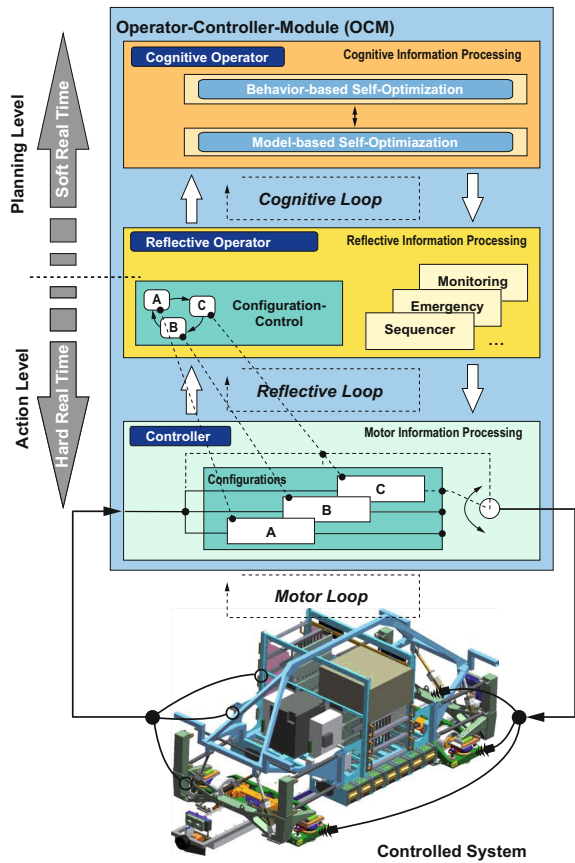 Operator-Controller-Module (OCM)
Cognitive Operator
Cognitive Information Processing
Behavior-based Self-Optimization
Model-based Self-Optimiazation
Cognitive Loop
Planning Level
Soft Real Time
Reflective Operator
Reflective Information Processing
A
C
B
Configuration-
Control
Monitoring
Emergency
Sequencer
...
Reflective Loop
Action Level
Hard Real Time
Controller
Motor Information Processing
Configurations
C
B
A
Motor Loop
Controlled System